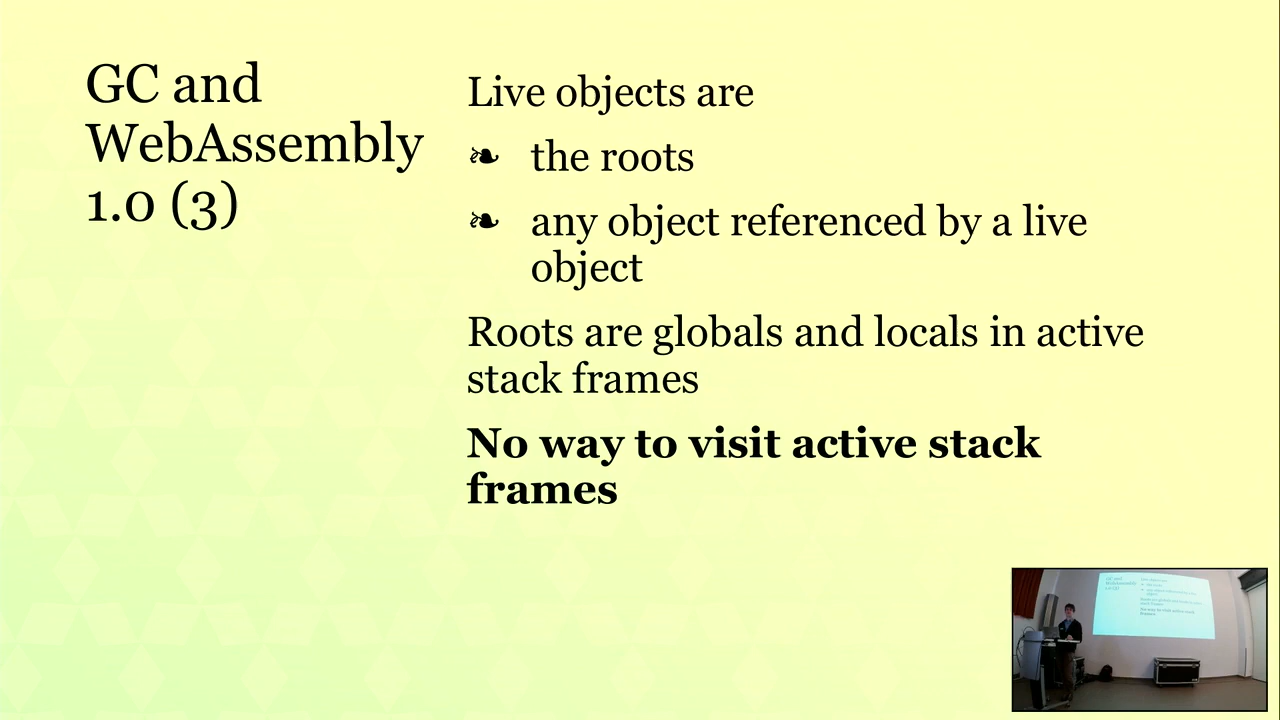 GC and
WebAssembly
1.0 (3)
Live objects are
❧ the roots
❧ any object referenced by a live
object
Roots are globals and locals in active
stack frames
No way to visit active stack
frames